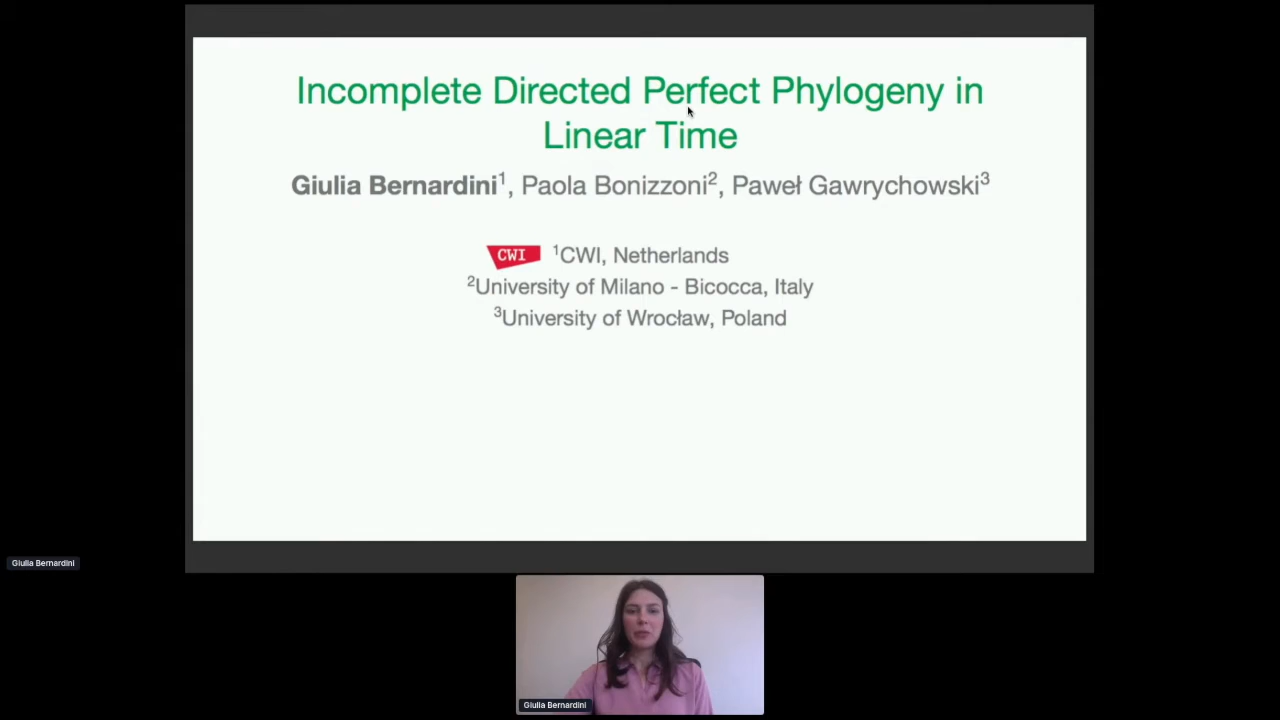 Incomplete Directed Perfect Phylogeny in
Linear Time
Giulia Bernardini¹, Paola Bonizzoni², Paweł Gawrychowski³
CWI ¹CWI, Netherlands
²University of Milano - Bicocca, Italy
³University of Wrocław, Poland
Giulia Bernardini
Giulia Bernardini